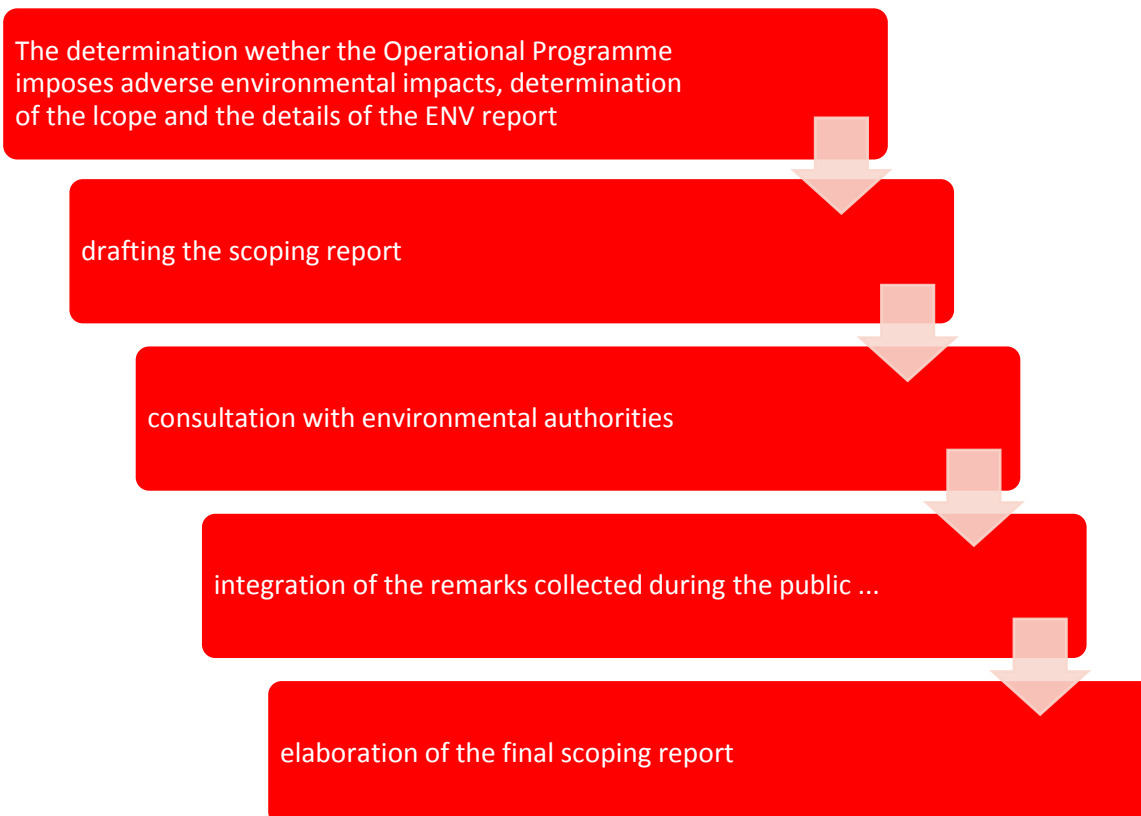 The determination wether the Operational Programme
imposes adverse environmental impacts, determination
of the lcope and the details of the ENV report
drafting the scoping report
consultation with environmental authorities
integration of the remarks collected during the public ...
elaboration of the final scoping report